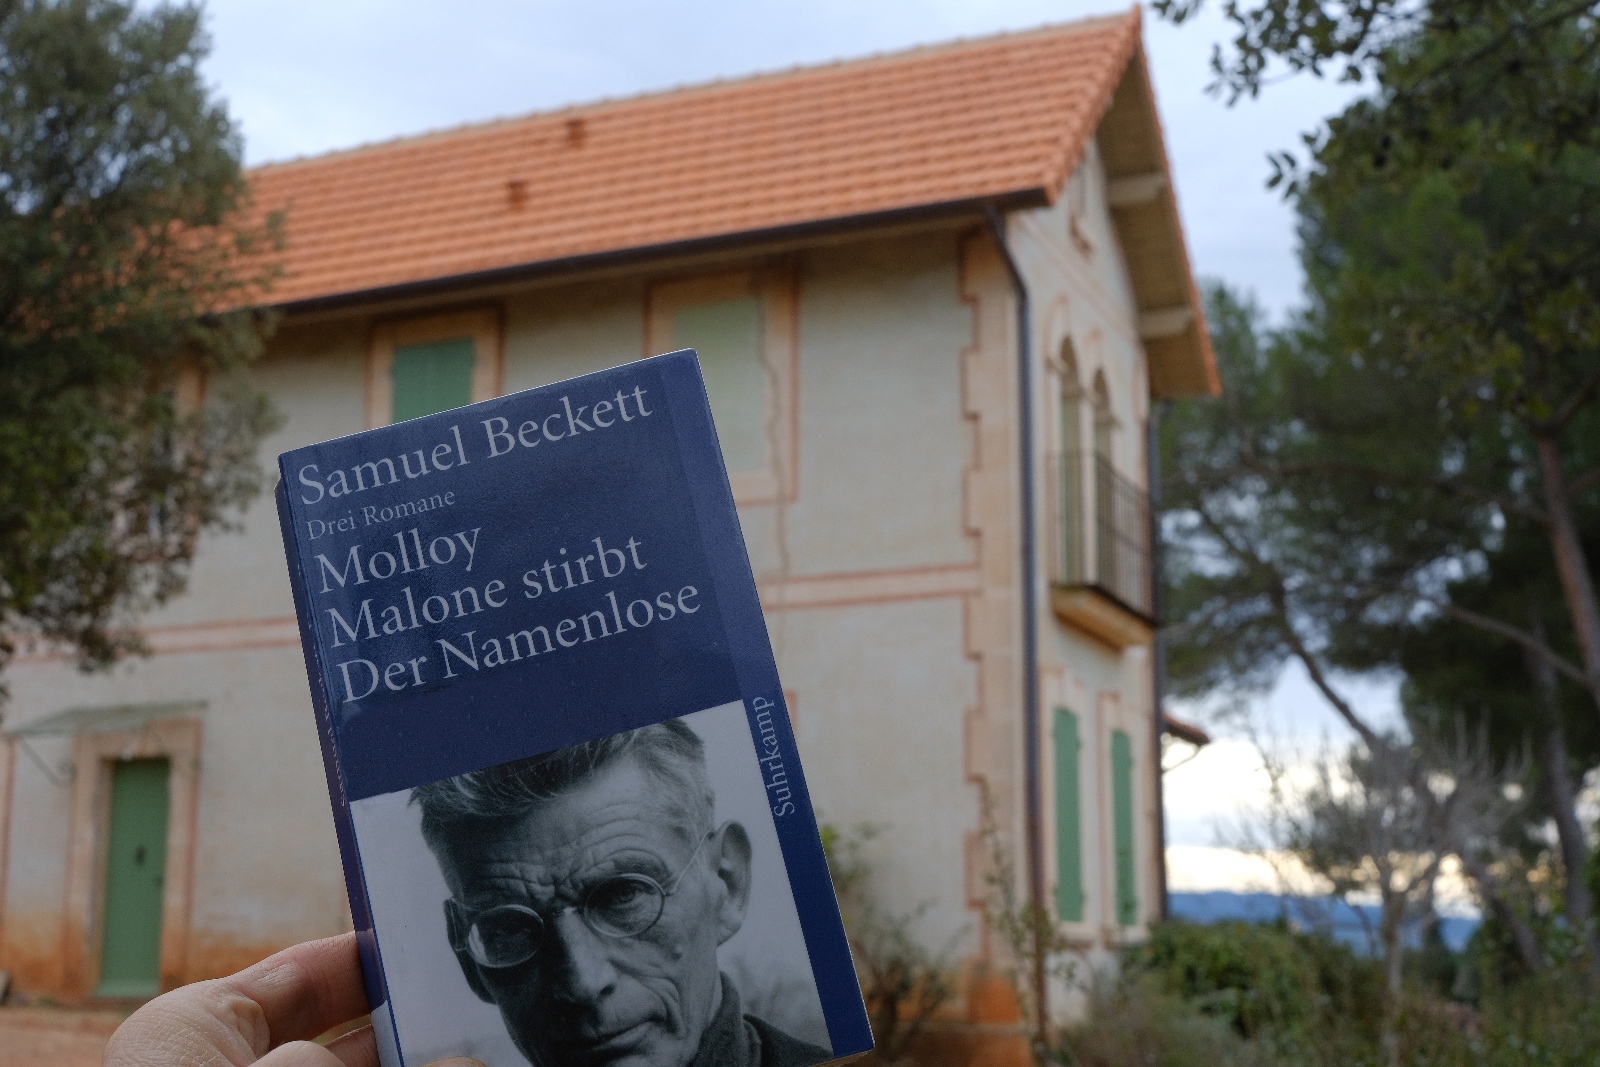 Samuel Beckett
Drei Romane
Molloy
Malone stirbt
Der Namenlose
Suhrkamp